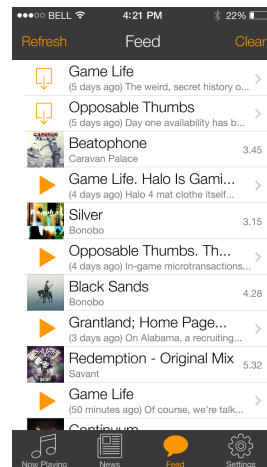 BELL 4:21 PM 22%
Refresh Feed Clear
Game Life
(5 days ago) The weird, secret history o...
Opposable Thumbs
(5 days ago) Day one availability has b...
Beatophone
Caravan Palace
3.45
Game Life. Halo Is Gami...
(4 days ago) Halo 4 mat clothe itself...
Silver
Bonobo
3.15
Opposable Thumbs. Th...
(4 days ago) In-game microtransactions...
Black Sands
Bonobo
4.28
Grantland; Home Page...
(3 days ago) On Alabama, a recruiting...
Redemption - Original Mix
Savant
5.32
Game Life
(50 minutes ago) Of course, we're talk...
Continuum
Now Playing News Feed Settings